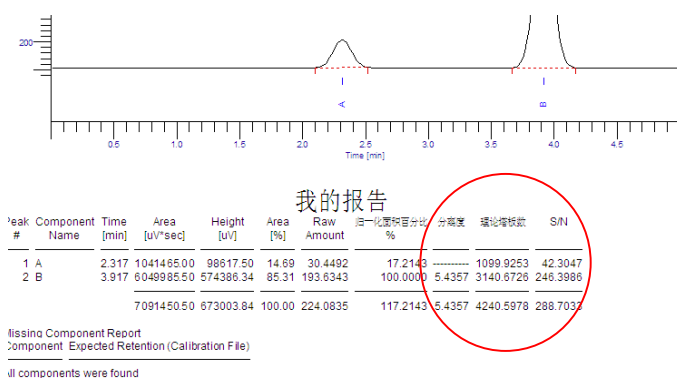 200
A
B
0.5 1.0 1.5 2.0 2.5 3.0 3.5 4.0 4.5
Time [min]
我的报告
Peak Component Time Area Height Area Raw 归一化面积百分比 分离度 理论塔板数 S/N
# Name [min] [uV*sec] [uV] [%] Amount %
1 A 2.317 1041465.00 98617.50 14.69 30.4492 17.2143 ---------- 1099.9253 42.3047
2 B 3.917 6049985.50 574386.34 85.31 193.6343 100.0000 5.4357 3140.6726 246.3986
7091450.50 673003.84 100.00 224.0835 117.2143 5.4357 4240.5978 288.7033
Missing Component Report
Component Expected Retention (Calibration File)
All components were found